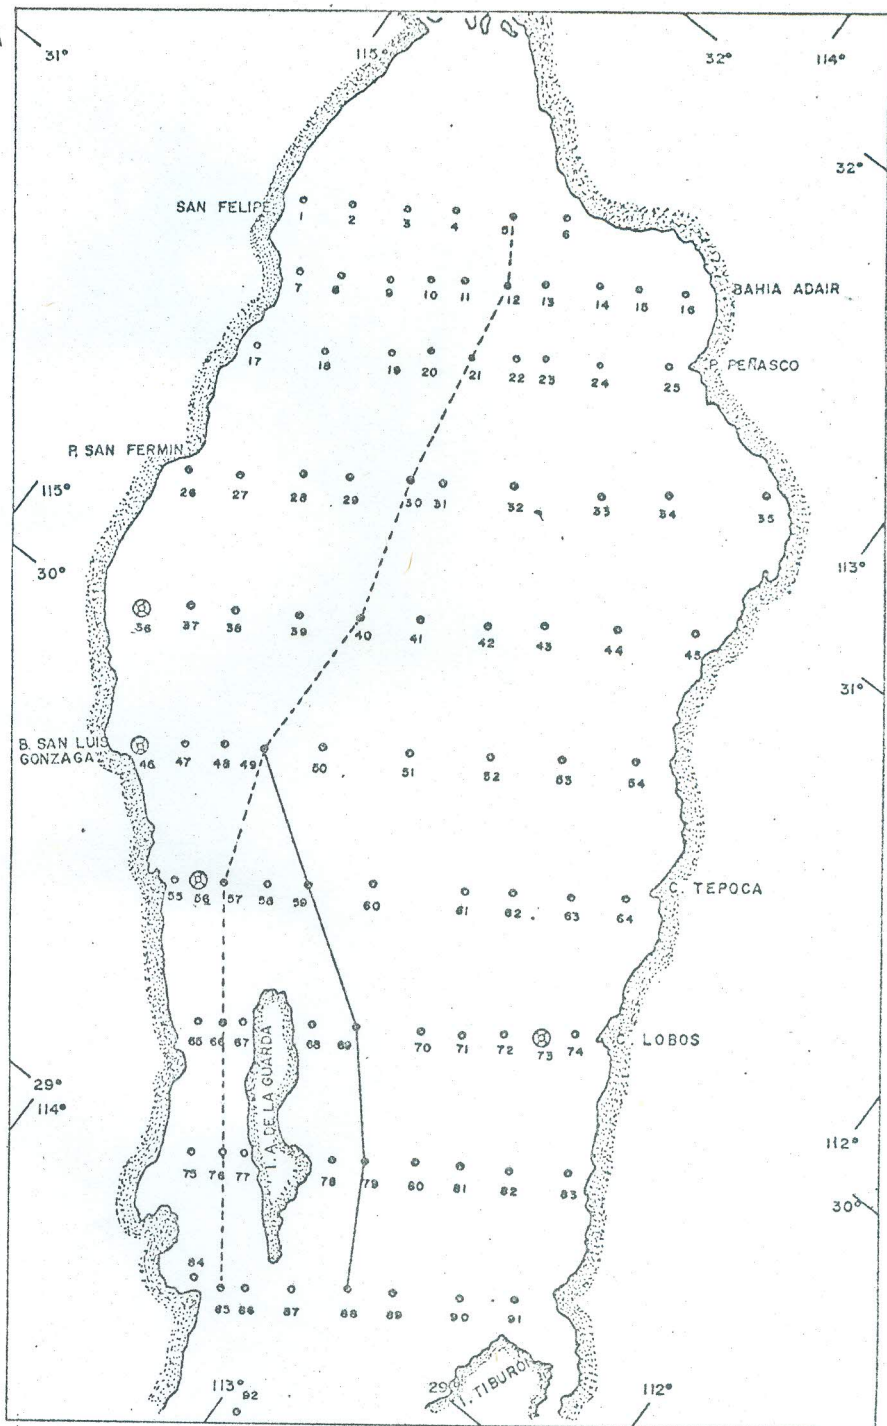 31° 115° 32° 114°
32°
SAN FELIPE 1 2 3 4 5 6
7 8 9 10 11 12 13 14 15 16 BAHIA ADAIR
17 18 19 20 21 22 23 24 25 P. PEÑASCO
P. SAN FERMIN
115° 26 27 28 29 30 31 32 33 34 35
30° 113°
36 37 38 39 40 41 42 43 44 45
31°
B. SAN LUIS
GONZAGA 46 47 48 49 50 51 52 53 54
55 56 57 58 59 60 61 62 63 64 C. TEPOCA
65 66 67 68 69 70 71 72 73 74 C. LOBOS
I. A. DE LA GUARDA
29°
114° 112°
75 76 77 78 79 80 81 82 83
30°
84
85 86 87 88 89 90 91
113° 92 29° I. TIBURÓN 112°